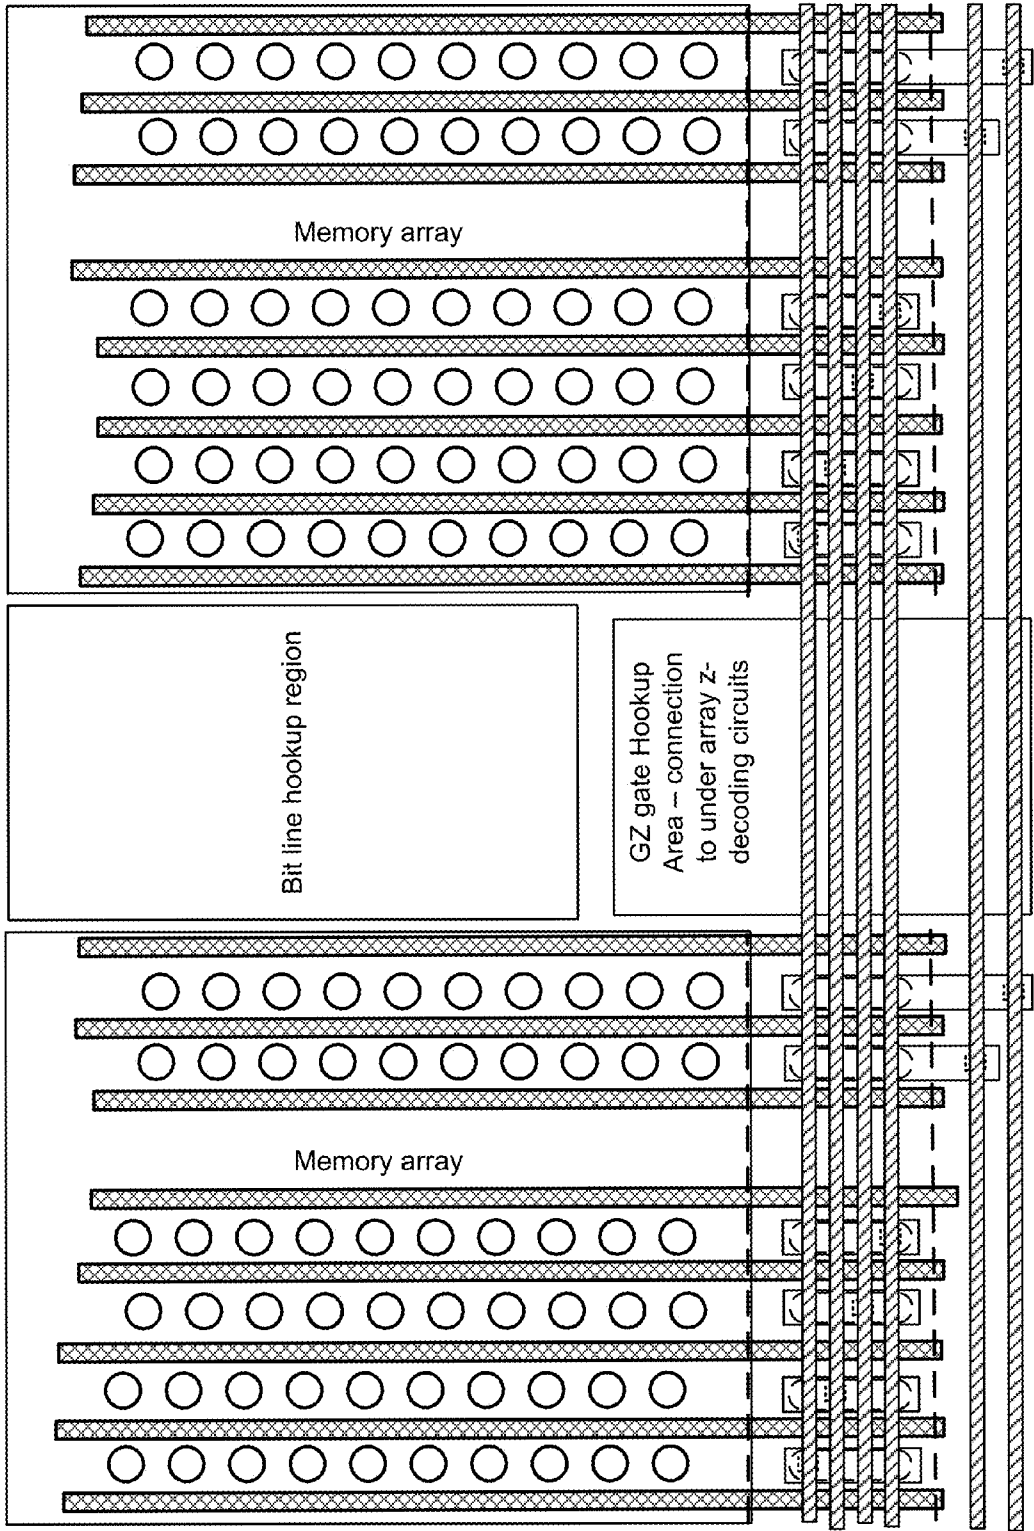 Memory array
Bit line hookup region
GZ gate Hookup
Area – connection
to under array z-
decoding circuits
Memory array